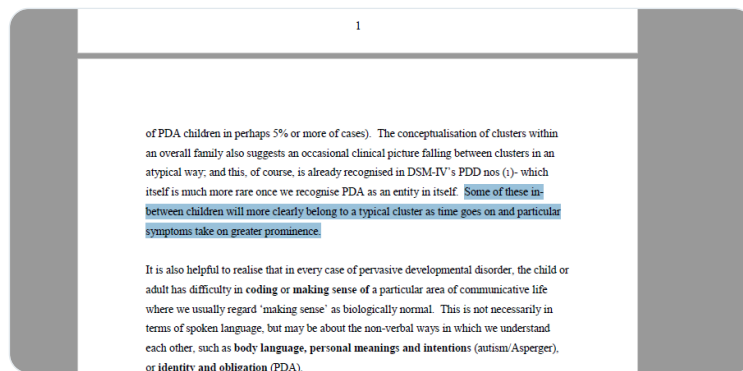 1
of PDA children in perhaps 5% or more of cases).  The conceptualisation of clusters within
an overall family also suggests an occasional clinical picture falling between clusters in an
atypical way; and this, of course, is already recognised in DSM-IV's PDD nos (1)- which
itself is much more rare once we recognise PDA as an entity in itself.  Some of these in-
between children will more clearly belong to a typical cluster as time goes on and particular
symptoms take on greater prominence.
It is also helpful to realise that in every case of pervasive developmental disorder, the child or
adult has difficulty in coding or making sense of a particular area of communicative life
where we usually regard 'making sense' as biologically normal.  This is not necessarily in
terms of spoken language, but may be about the non-verbal ways in which we understand
each other, such as body language, personal meanings and intentions (autism/Asperger),
or identity and obligation (PDA).